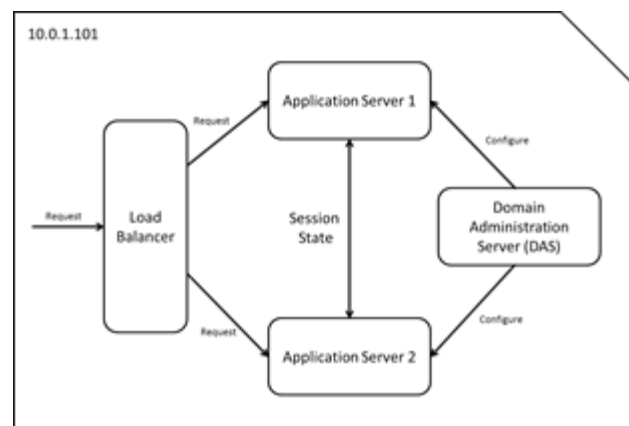 10.0.1.101
Application Server 1
Request
Configure
Request
Load
Balancer
Session
State
Domain
Administration
Server (DAS)
Request
Configure
Application Server 2